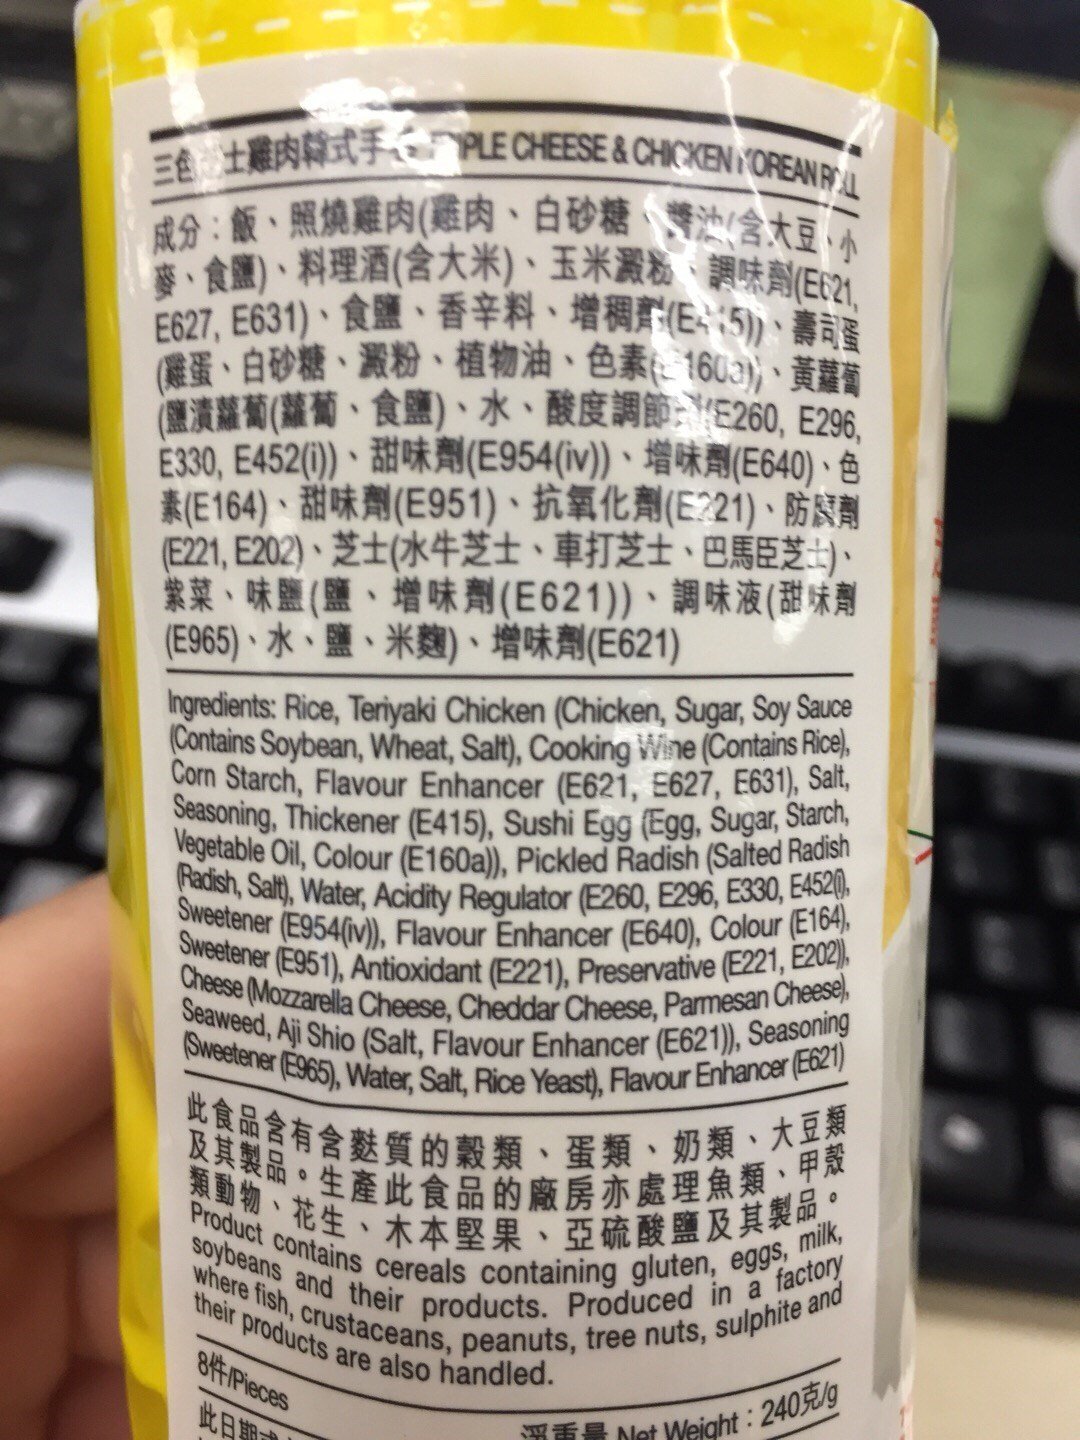 三色芝士雞肉韓式手卷 TRIPLE CHEESE & CHICKEN KOREAN ROLL
成分：飯、照燒雞肉(雞肉、白砂糖、醬油(含大豆、小
麥、食鹽)、料理酒(含大米)、玉米澱粉、調味劑(E621,
E627, E631)、食鹽、香辛料、增稠劑(E415))、壽司蛋
(雞蛋、白砂糖、澱粉、植物油、色素(E160a))、黃蘿蔔
(鹽漬蘿蔔(蘿蔔、食鹽)、水、酸度調節劑(E260, E296,
E330, E452(i))、甜味劑(E954(iv))、增味劑(E640)、色
素(E164)、甜味劑(E951)、抗氧化劑(E221)、防腐劑
(E221, E202)、芝士(水牛芝士、車打芝士、巴馬臣芝士)、
紫菜、味鹽(鹽、增味劑(E621))、調味液(甜味劑
(E965)、水、鹽、米麴)、增味劑(E621)
Ingredients: Rice, Teriyaki Chicken (Chicken, Sugar, Soy Sauce
(Contains Soybean, Wheat, Salt), Cooking Wine (Contains Rice),
Corn Starch, Flavour Enhancer (E621, E627, E631), Salt,
Seasoning, Thickener (E415), Sushi Egg (Egg, Sugar, Starch,
Vegetable Oil, Colour (E160a)), Pickled Radish (Salted Radish
(Radish, Salt), Water, Acidity Regulator (E260, E296, E330, E452(i),
Sweetener (E954(iv)), Flavour Enhancer (E640), Colour (E164),
Sweetener (E951), Antioxidant (E221), Preservative (E221, E202)),
Cheese (Mozzarella Cheese, Cheddar Cheese, Parmesan Cheese),
Seaweed, Aji Shio (Salt, Flavour Enhancer (E621)), Seasoning
(Sweetener (E965), Water, Salt, Rice Yeast), Flavour Enhancer (E621)
此食品含有含麩質的穀類、蛋類、奶類、大豆類
及其製品。生產此食品的廠房亦處理魚類、甲殼
類動物、花生、木本堅果、亞硫酸鹽及其製品。
Product contains cereals containing gluten, eggs, milk,
soybeans and their products. Produced in a factory
where fish, crustaceans, peanuts, tree nuts, sulphite and
their products are also handled.
8件/Pieces
淨重量 Net Weight：240克/g
此日期